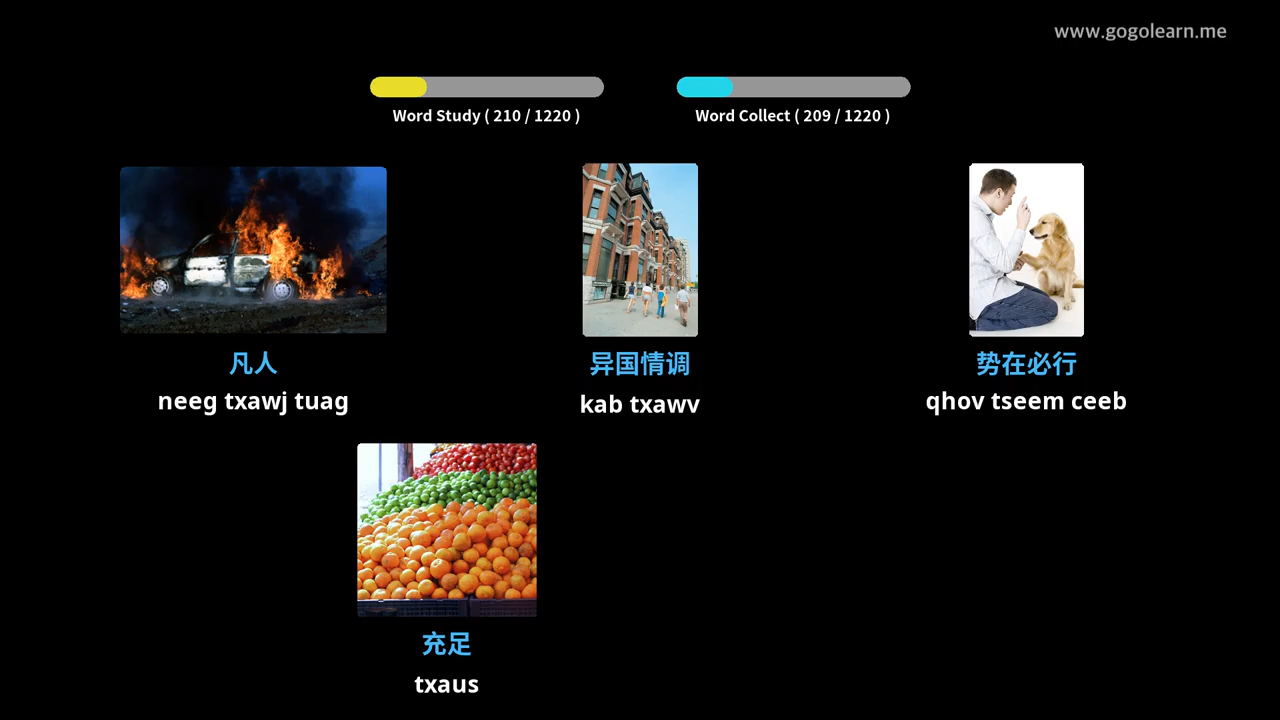 www.gogolearn.me
Word Study ( 210 / 1220 )
Word Collect ( 209 / 1220 )
凡人
neeg txawj tuag
异国情调
kab txawv
势在必行
qhov tseem ceeb
充足
txaus